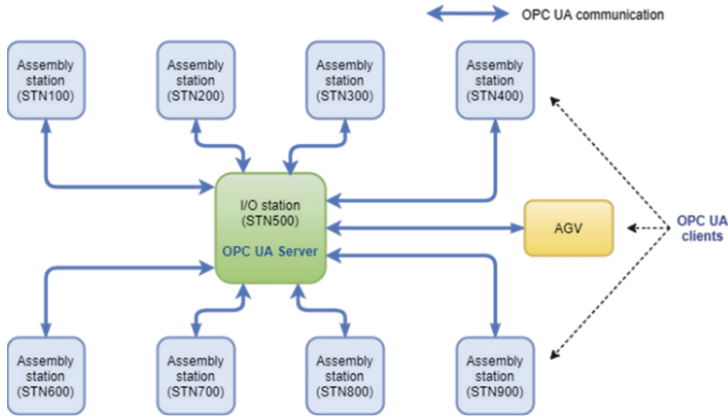 OPC UA communication
Assembly
station
(STN100)
Assembly
station
(STN200)
Assembly
station
(STN300)
Assembly
station
(STN400)
I/O station
(STN500)
OPC UA Server
AGV
OPC UA
clients
Assembly
station
(STN600)
Assembly
station
(STN700)
Assembly
station
(STN800)
Assembly
station
(STN900)